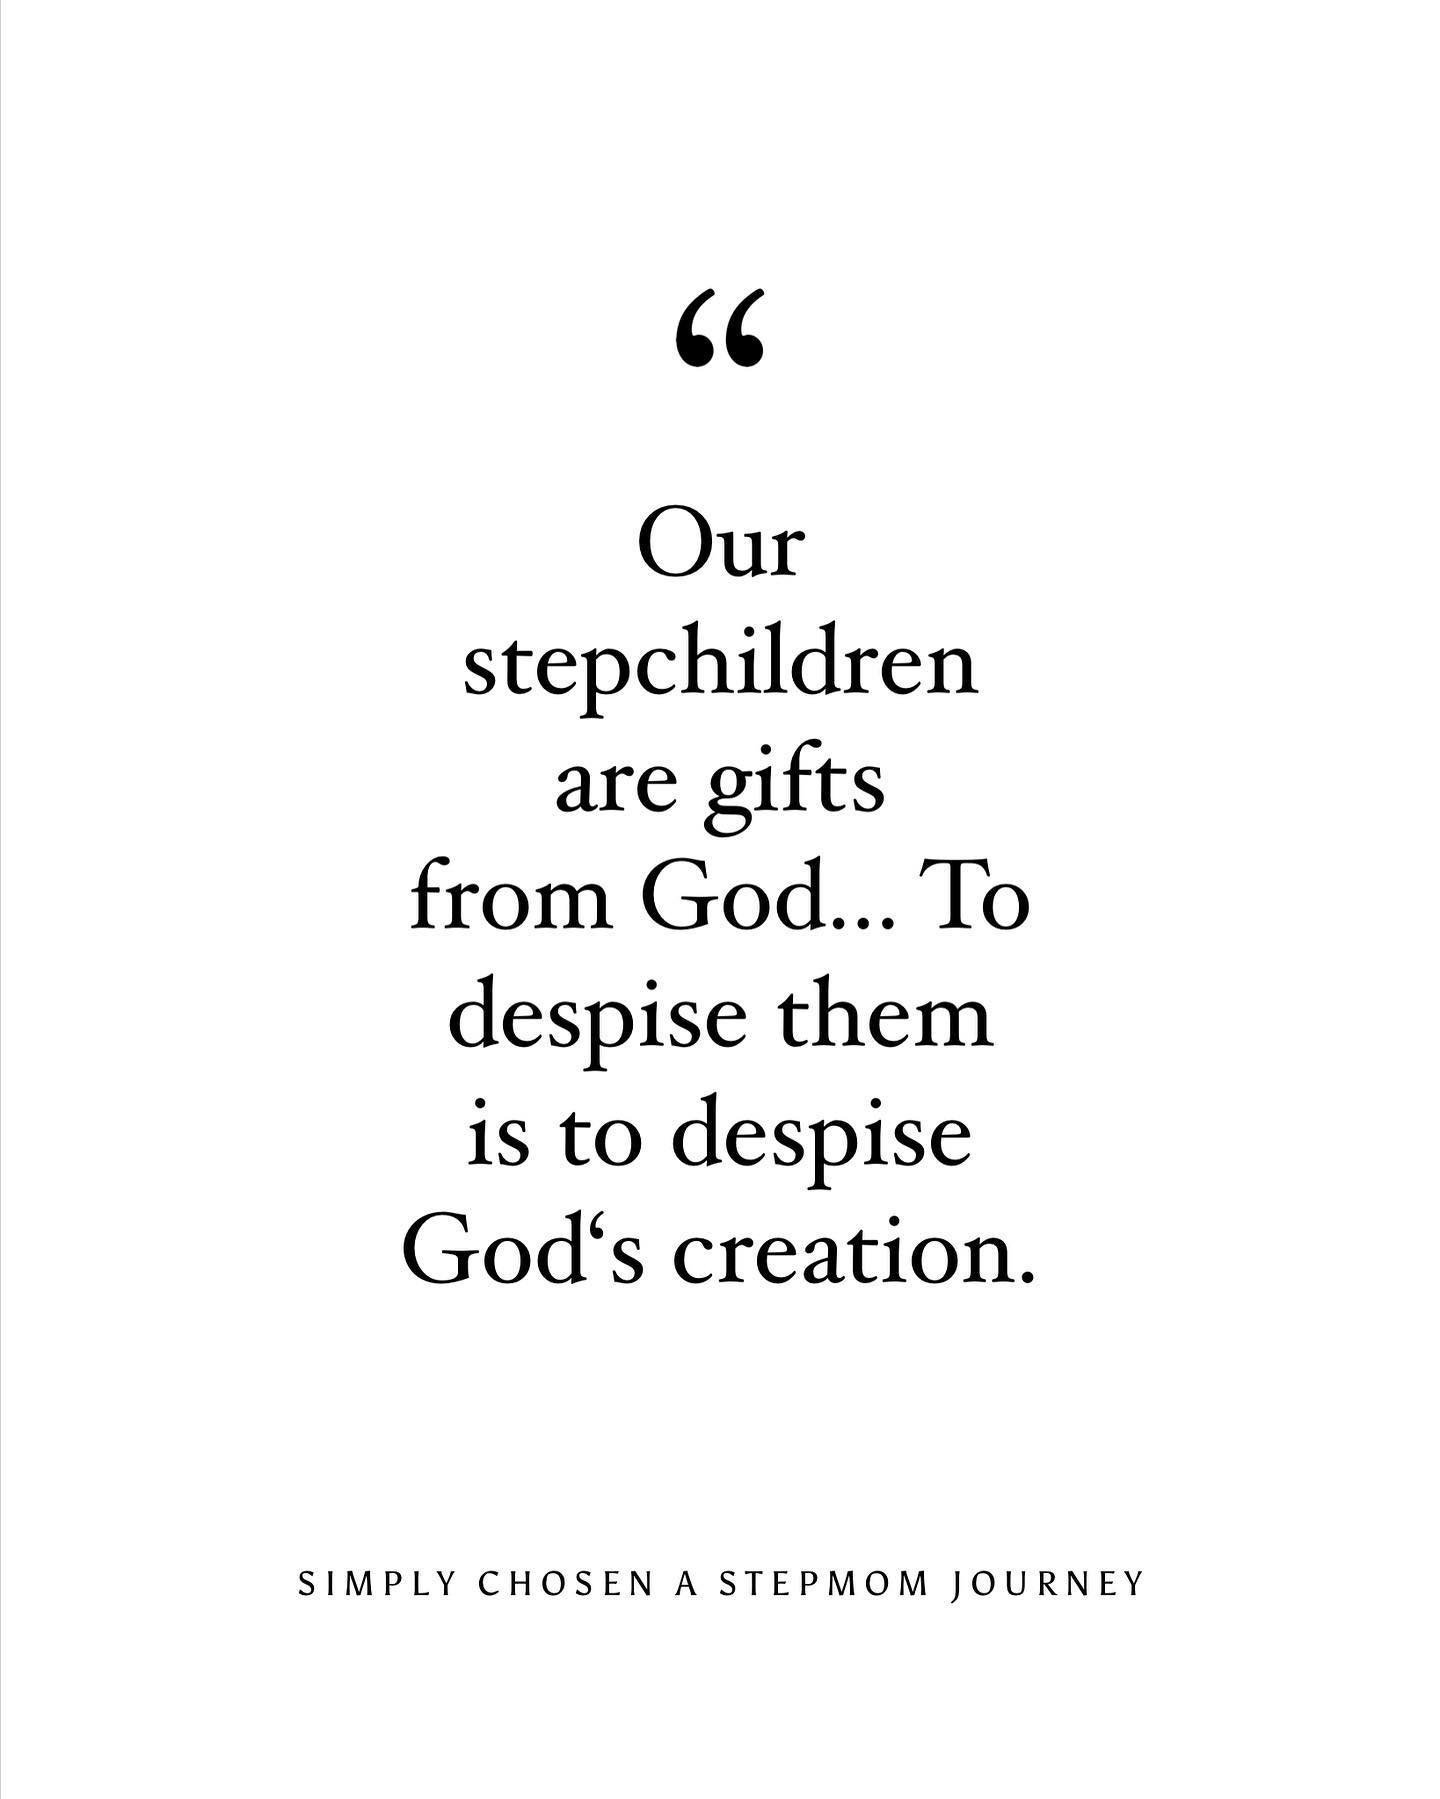 “
Our
stepchildren
are gifts
from God... To
despise them
is to despise
God‘s creation.
SIMPLY CHOSEN A STEPMOM JOURNEY